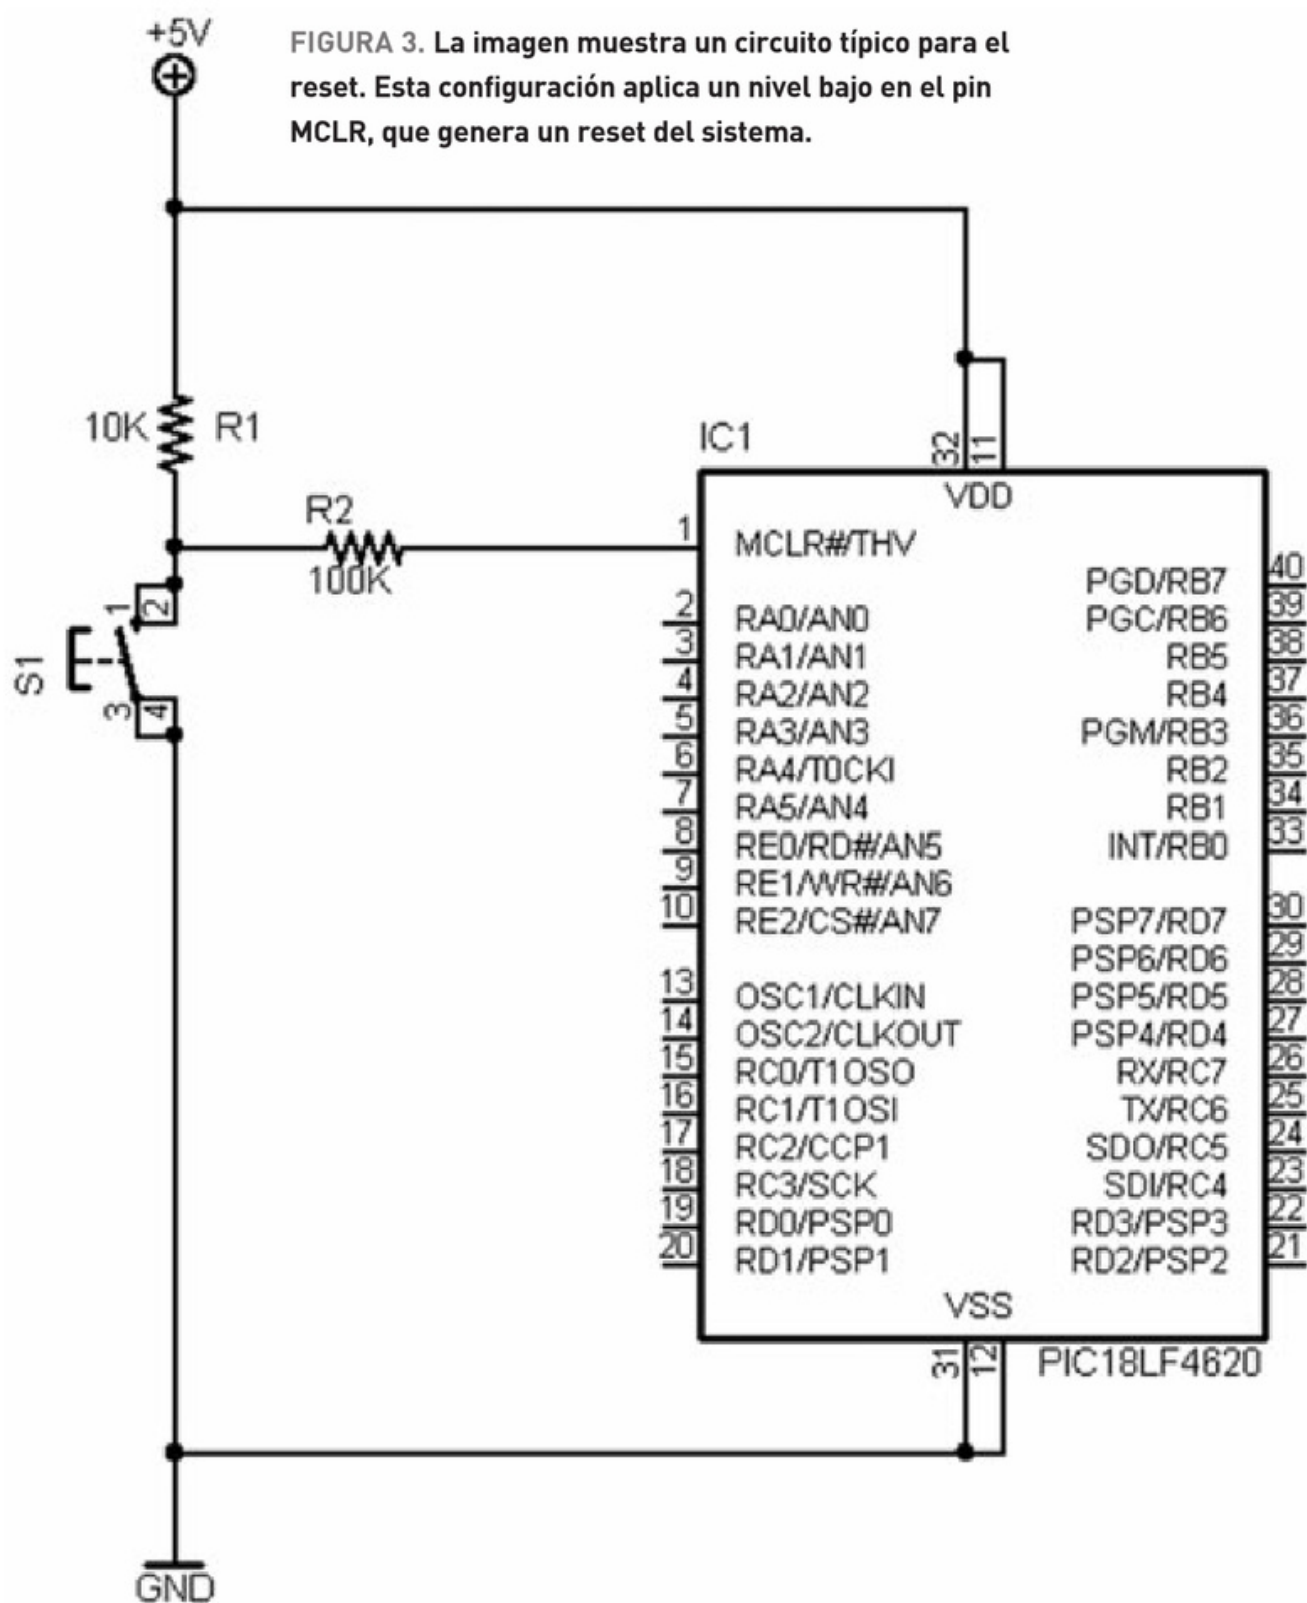 +5V
FIGURA 3. La imagen muestra un circuito típico para el
reset. Esta configuración aplica un nivel bajo en el pin
MCLR, que genera un reset del sistema.
10K
R1
R2
100K
S1
1
2
3
4
IC1
32
11
VDD
1
MCLR#/THV
PGD/RB7
40
2
RA0/AN0
PGC/RB6
39
3
RA1/AN1
RB5
38
4
RA2/AN2
RB4
37
5
RA3/AN3
PGM/RB3
36
6
RA4/T0CKI
RB2
35
7
RA5/AN4
RB1
34
8
RE0/RD#/AN5
INT/RB0
33
9
RE1/WR#/AN6
10
RE2/CS#/AN7
PSP7/RD7
30
PSP6/RD6
29
13
OSC1/CLKIN
PSP5/RD5
28
14
OSC2/CLKOUT
PSP4/RD4
27
15
RC0/T1OSO
RX/RC7
26
16
RC1/T1OSI
TX/RC6
25
17
RC2/CCP1
SDO/RC5
24
18
RC3/SCK
SDI/RC4
23
19
RD0/PSP0
RD3/PSP3
22
20
RD1/PSP1
RD2/PSP2
21
VSS
31
12
PIC18LF4620
GND